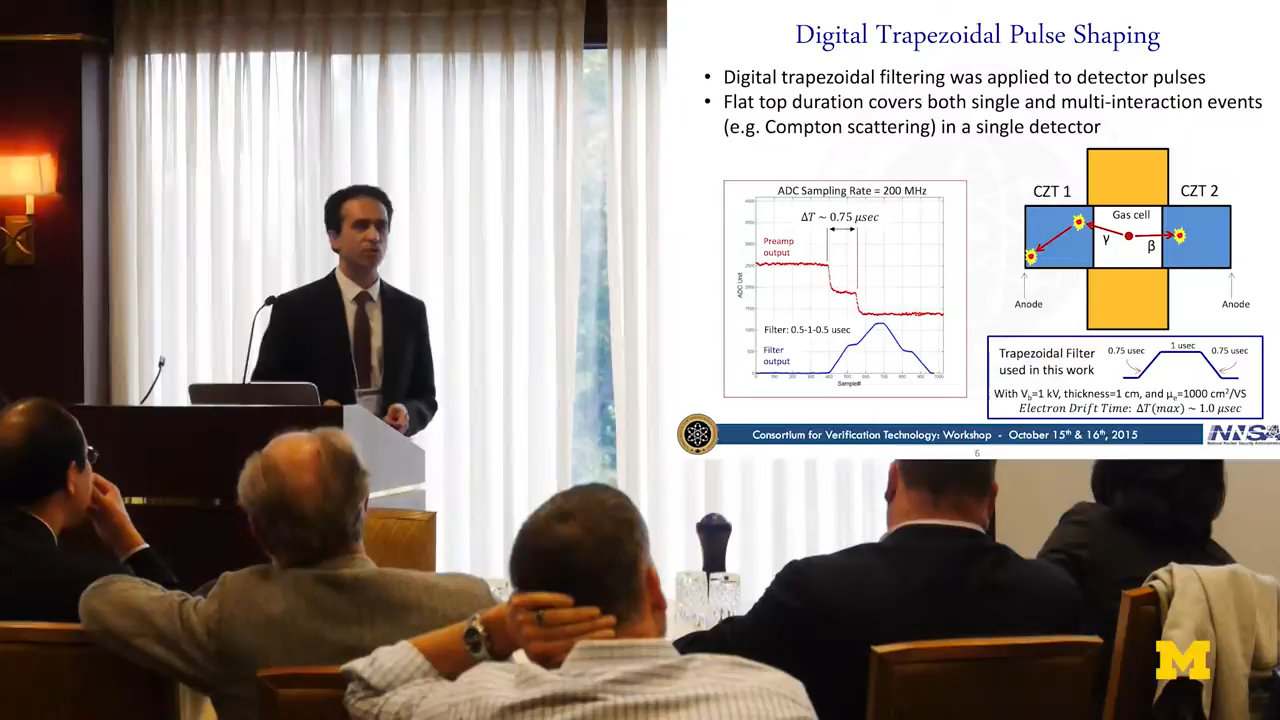 Digital Trapezoidal Pulse Shaping
• Digital trapezoidal filtering was applied to detector pulses
• Flat top duration covers both single and multi-interaction events
(e.g. Compton scattering) in a single detector
ADC Sampling Rate = 200 MHz
ΔT ~ 0.75 μsec
Preamp
output
ADC Unit
Filter: 0.5-1-0.5 usec
Filter
output
Sample#
CZT 1
CZT 2
Gas cell
γ
β
Anode
Anode
Trapezoidal Filter
used in this work
0.75 usec
1 usec
0.75 usec
With Vb=1 kV, thickness=1 cm, and μe=1000 cm²/VS
Electron Drift Time: ΔT(max) ~ 1.0 μsec
Consortium for Verification Technology: Workshop - October 15th & 16th, 2015
NNSA
6
M